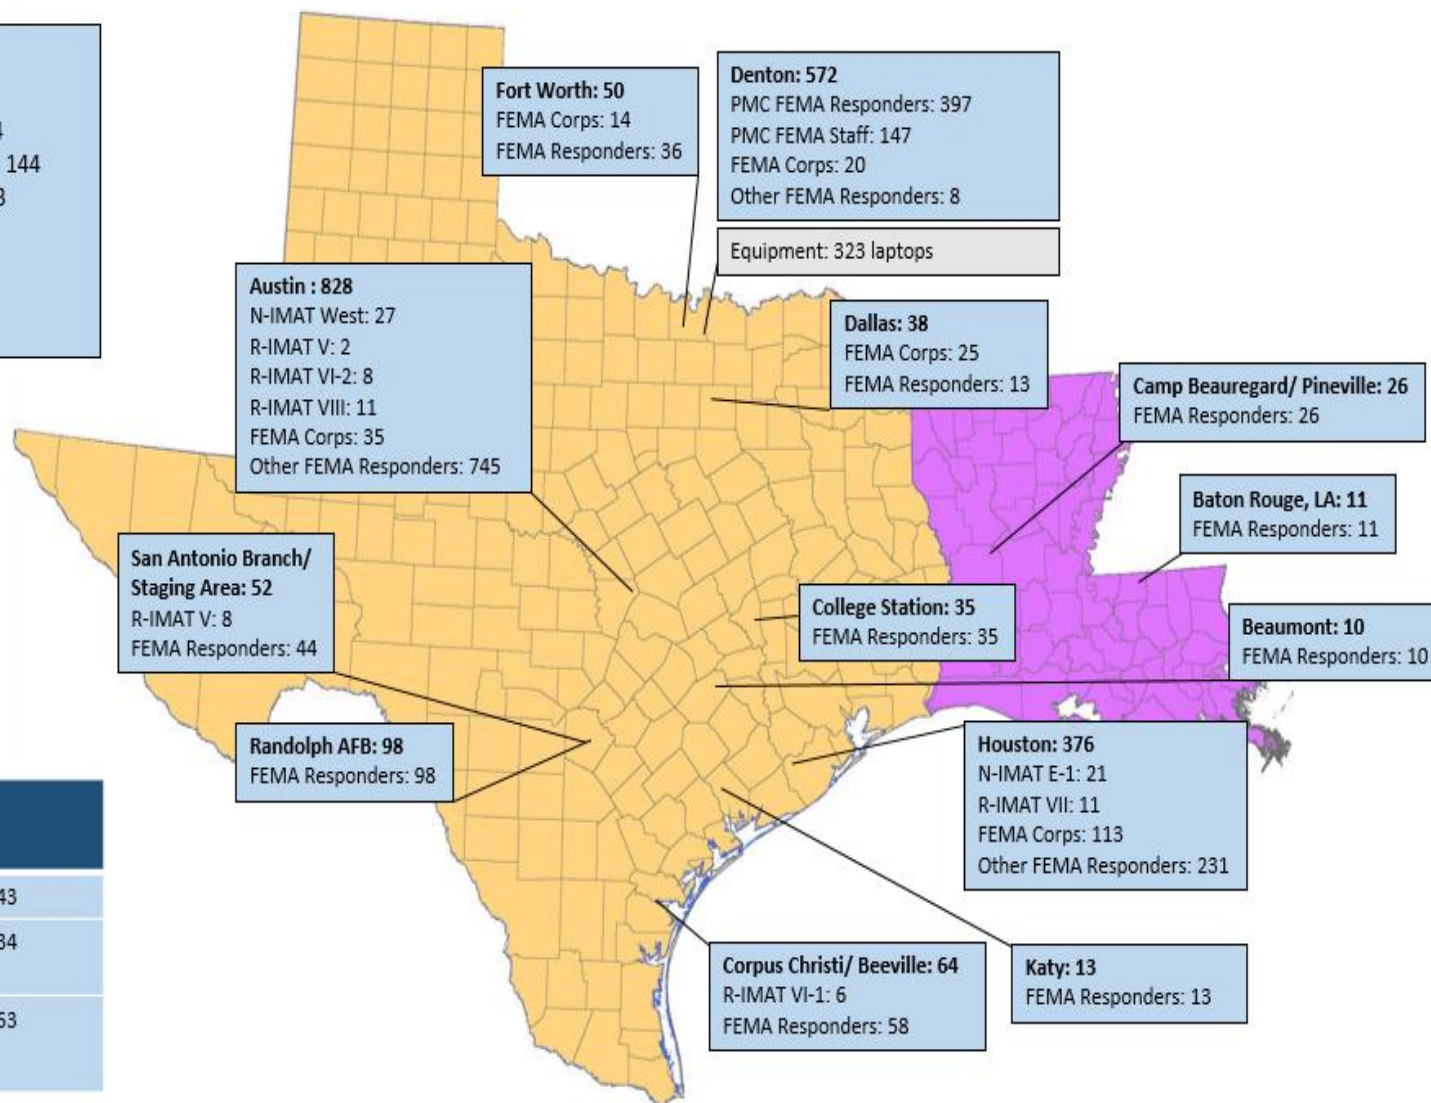 4
144
3
Fort Worth: 50
FEMA Corps: 14
FEMA Responders: 36
Denton: 572
PMC FEMA Responders: 397
PMC FEMA Staff: 147
FEMA Corps: 20
Other FEMA Responders: 8
Equipment: 323 laptops
Austin : 828
N-IMAT West: 27
R-IMAT V: 2
R-IMAT VI-2: 8
R-IMAT VIII: 11
FEMA Corps: 35
Other FEMA Responders: 745
Dallas: 38
FEMA Corps: 25
FEMA Responders: 13
Camp Beauregard/ Pineville: 26
FEMA Responders: 26
Baton Rouge, LA: 11
FEMA Responders: 11
San Antonio Branch/
Staging Area: 52
R-IMAT V: 8
FEMA Responders: 44
College Station: 35
FEMA Responders: 35
Beaumont: 10
FEMA Responders: 10
Randolph AFB: 98
FEMA Responders: 98
Houston: 376
N-IMAT E-1: 21
R-IMAT VII: 11
FEMA Corps: 113
Other FEMA Responders: 231
43
34
53
Corpus Christi/ Beeville: 64
R-IMAT VI-1: 6
FEMA Responders: 58
Katy: 13
FEMA Responders: 13